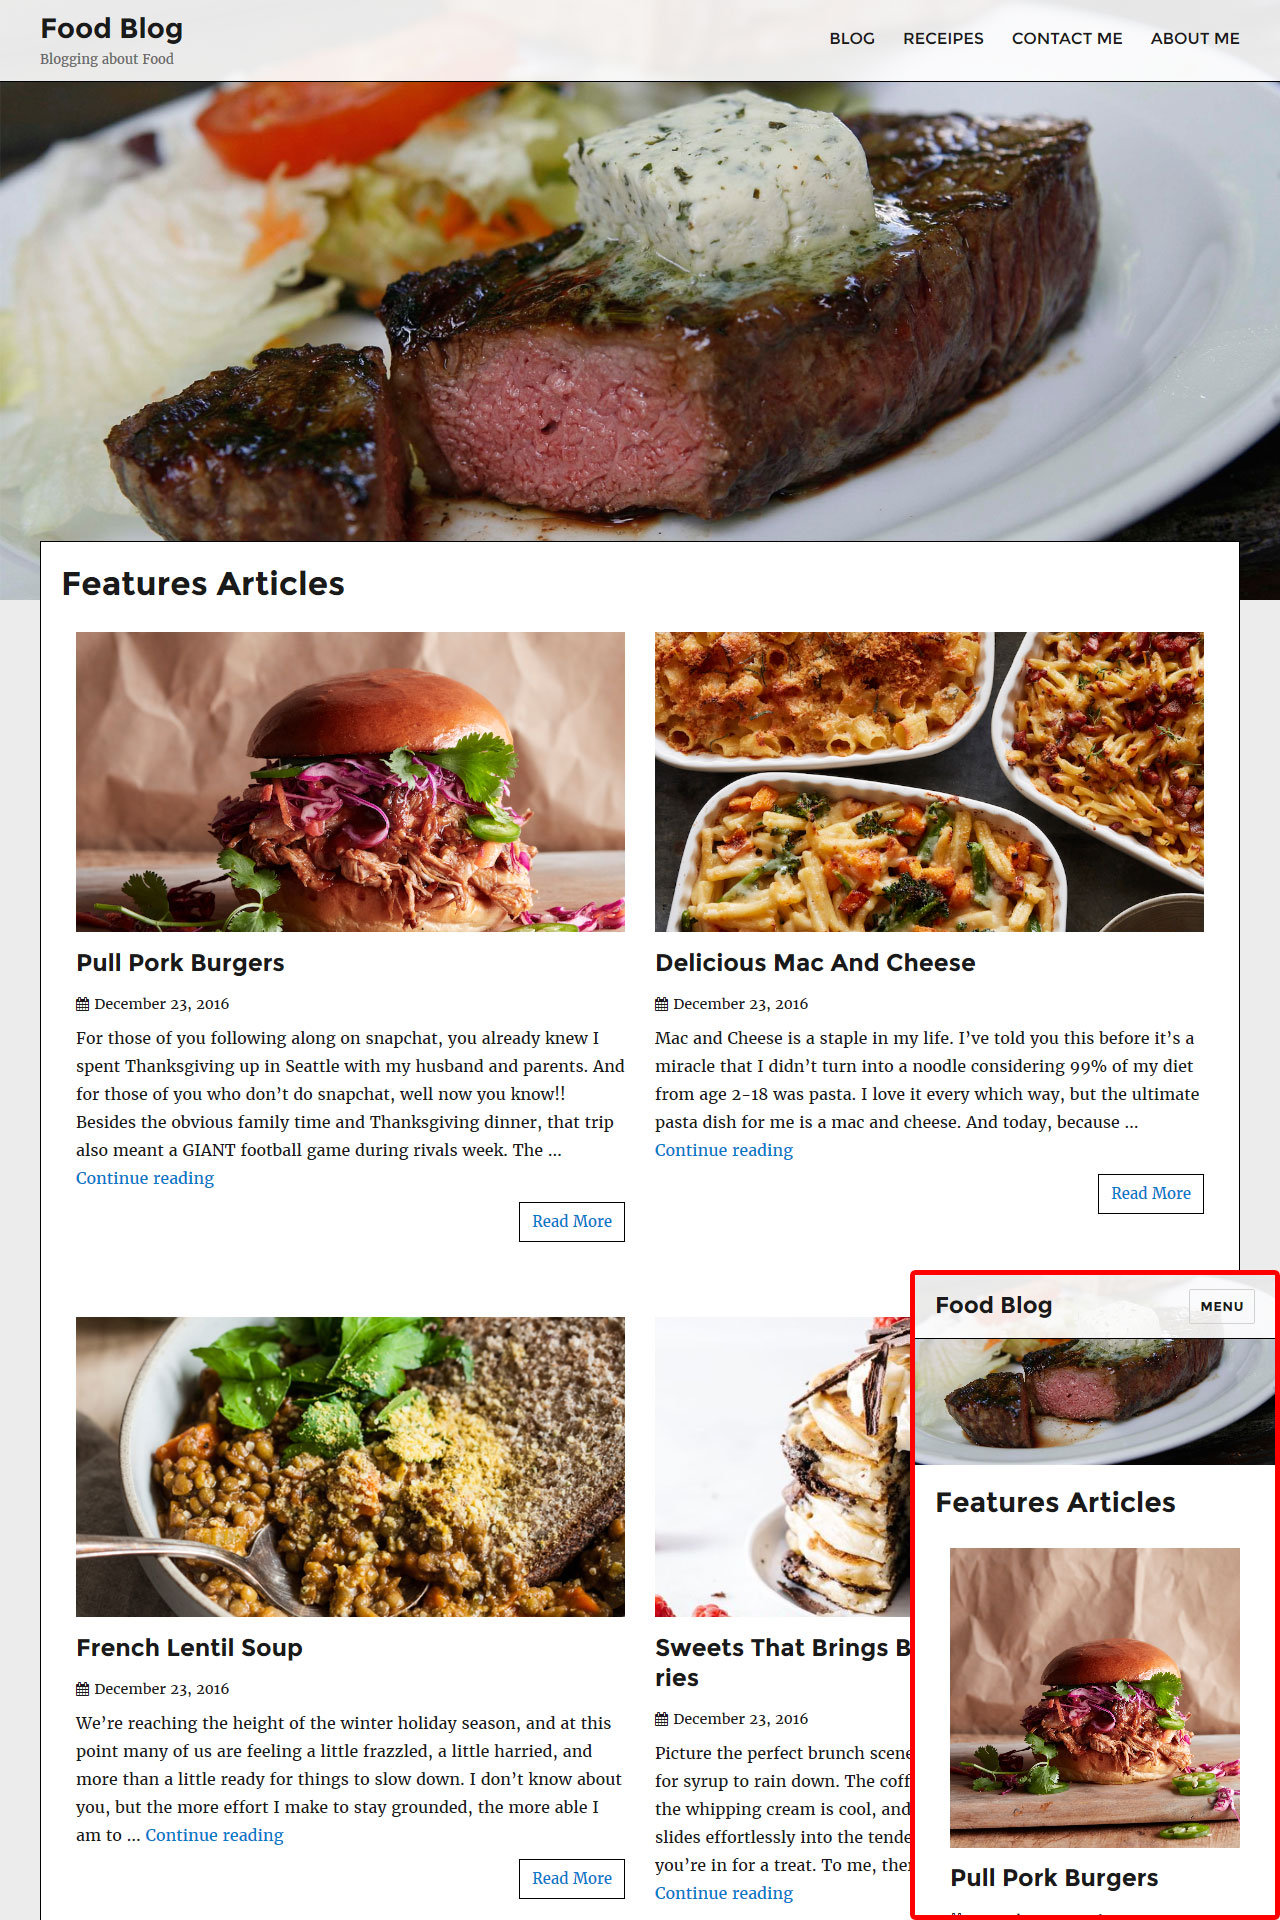 Food Blog
Blogging about Food
BLOG RECEIPES CONTACT ME ABOUT ME
Features Articles
Pull Pork Burgers
December 23, 2016
For those of you following along on snapchat, you already knew I
spent Thanksgiving up in Seattle with my husband and parents. And
for those of you who don’t do snapchat, well now you know!!
Besides the obvious family time and Thanksgiving dinner, that trip
also meant a GIANT football game during rivals week. The …
Continue reading
Read More
Delicious Mac And Cheese
December 23, 2016
Mac and Cheese is a staple in my life. I’ve told you this before it’s a
miracle that I didn’t turn into a noodle considering 99% of my diet
from age 2-18 was pasta. I love it every which way, but the ultimate
pasta dish for me is a mac and cheese. And today, because …
Continue reading
Read More
French Lentil Soup
December 23, 2016
We’re reaching the height of the winter holiday season, and at this
point many of us are feeling a little frazzled, a little harried, and
more than a little ready for things to slow down. I don’t know about
you, but the more effort I make to stay grounded, the more able I
am to … Continue reading
Read More
Sweets That Brings B
ries
December 23, 2016
Picture the perfect brunch scene
for syrup to rain down. The coff
the whipping cream is cool, and
slides effortlessly into the tende
you’re in for a treat. To me, ther
Continue reading
Food Blog
MENU
Features Articles
Pull Pork Burgers